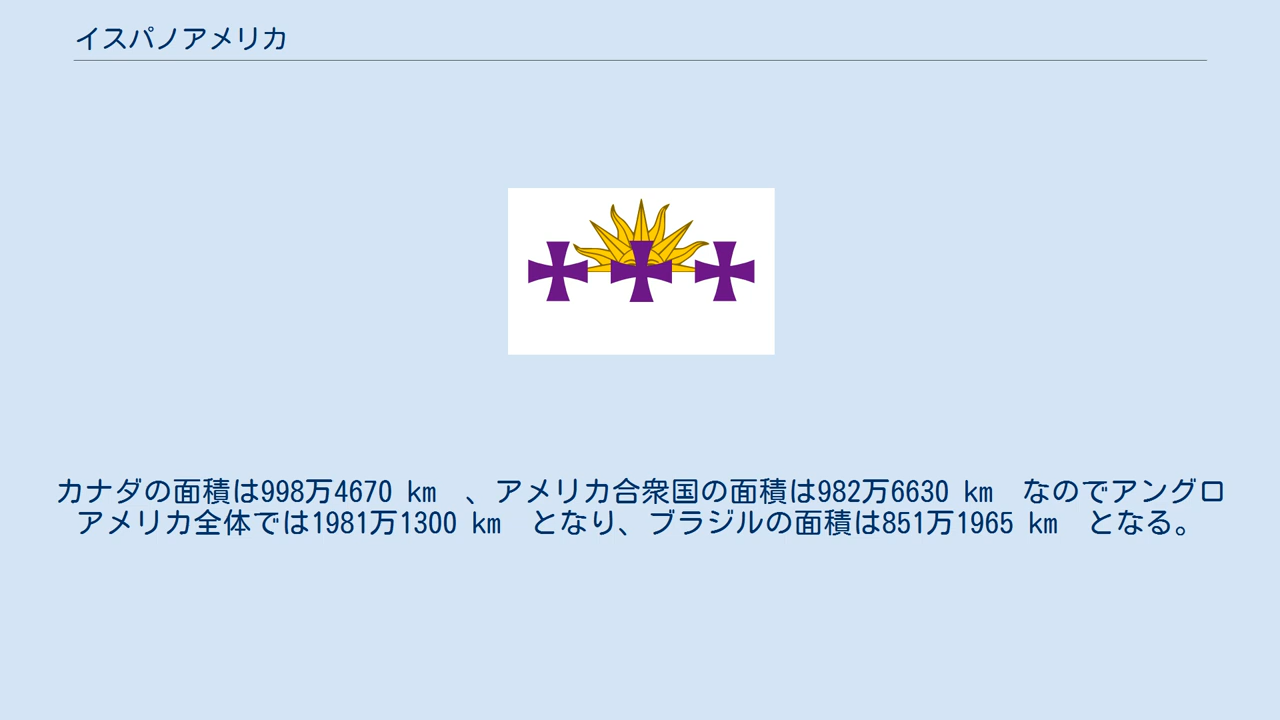 イスパノアメリカ
カナダの面積は998万4670 km　、アメリカ合衆国の面積は982万6630 km　なのでアングロ
アメリカ全体では1981万1300 km　となり、ブラジルの面積は851万1965 km　となる。